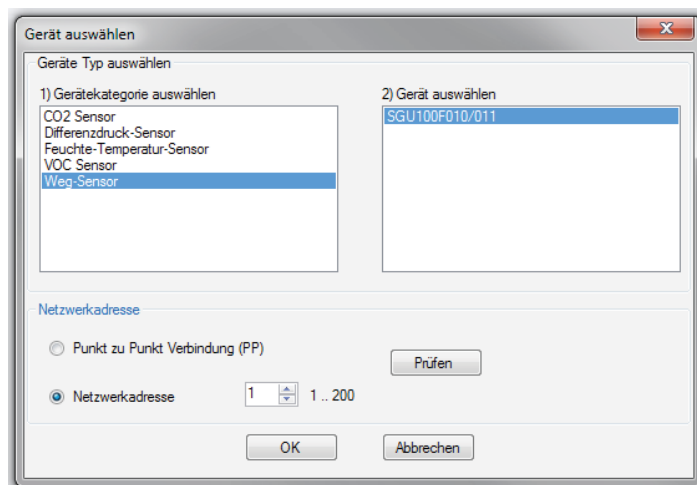 Gerät auswählen
Geräte Typ auswählen
1) Gerätekategorie auswählen
CO2 Sensor
Differenzdruck-Sensor
Feuchte-Temperatur-Sensor
VOC Sensor
Weg-Sensor
2) Gerät auswählen
SGU100F010/011
Netzwerkadresse
Punkt zu Punkt Verbindung (PP)
Prüfen
Netzwerkadresse 1 1 .. 200
OK Abbrechen